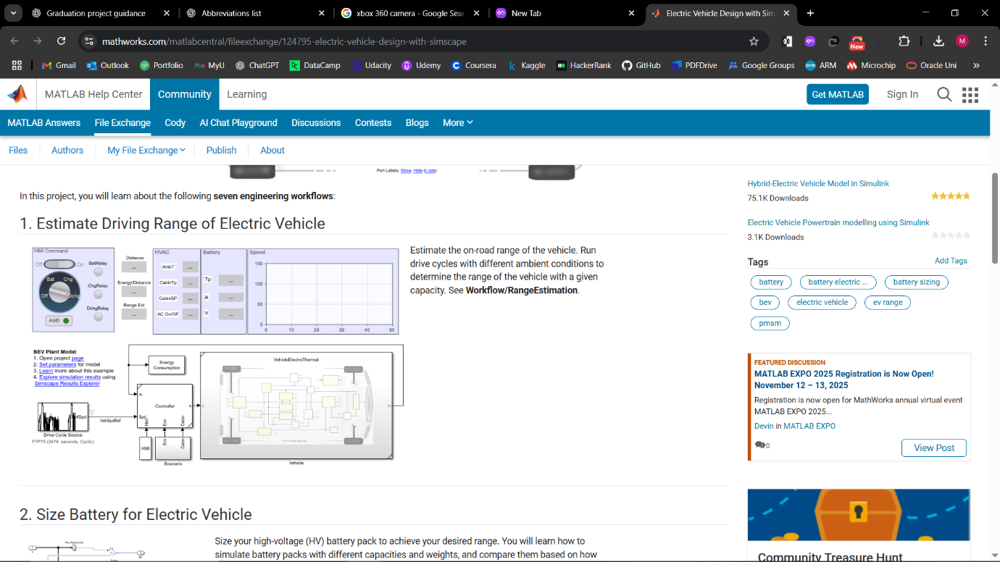 Graduation project guidance
Abbreviations list
xbox 360 camera - Google Sear
New Tab
Electric Vehicle Design with Sim
mathworks.com/matlabcentral/fileexchange/124795-electric-vehicle-design-with-simscape
New
M
Gmail
Outlook
Portfolio
MyU
ChatGPT
DataCamp
Udacity
Udemy
Coursera
Kaggle
HackerRank
GitHub
PDFDrive
Google Groups
ARM
Microchip
Oracle Uni
MATLAB Help Center
Community
Learning
Get MATLAB
Sign In
MATLAB Answers
File Exchange
Cody
AI Chat Playground
Discussions
Contests
Blogs
More
Files
Authors
My File Exchange
Publish
About
Port Labels: Show, Hide (code)
In this project, you will learn about the following seven engineering workflows:
1. Estimate Driving Range of Electric Vehicle
HMI Command
Off
On
BatRelay
Bat
Chg
Off
Dchg
ChgRelay
DchgRelay
AWD
Distance
---
Energy/Distance
---
Range Est
---
HVAC
AmbT
---
CabinTp
---
CabinSP
---
AC On/Off
---
Battery
Tp
---
A
---
V
---
Speed
150
100
50
0
0 10 20 30 40 50
Estimate the on-road range of the vehicle. Run
drive cycles with different ambient conditions to
determine the range of the vehicle with a given
capacity. See Workflow/RangeEstimation.
BEV Plant Model
1. Open project page
2. Set parameters for model
3. Learn more about this example
4. Explore simulation results using
Simscape Results Explorer
Energy
Consumption
VehicleElectroThermal
Controller
m
Spd
HMI
Env
Cabin
RefSpd
VehSpdRef
Drive Cycle Source
FTP75 (2474 seconds, Cyclic)
HMI
Env
Cabin
Scenario
Vehicle
2. Size Battery for Electric Vehicle
Size your high-voltage (HV) battery pack to achieve your desired range. You will learn how to
simulate battery packs with different capacities and weights, and compare them based on how
Hybrid-Electric Vehicle Model in Simulink
75.1K Downloads
Electric Vehicle Powertrain modelling using Simulink
3.1K Downloads
Tags
Add Tags
battery
battery electric ...
battery sizing
bev
electric vehicle
ev range
pmsm
FEATURED DISCUSSION
MATLAB EXPO 2025 Registration is Now Open!
November 12 – 13, 2025
Registration is now open for MathWorks annual virtual event
MATLAB EXPO 2025...
Devin in MATLAB EXPO
0
View Post
Community Treasure Hunt